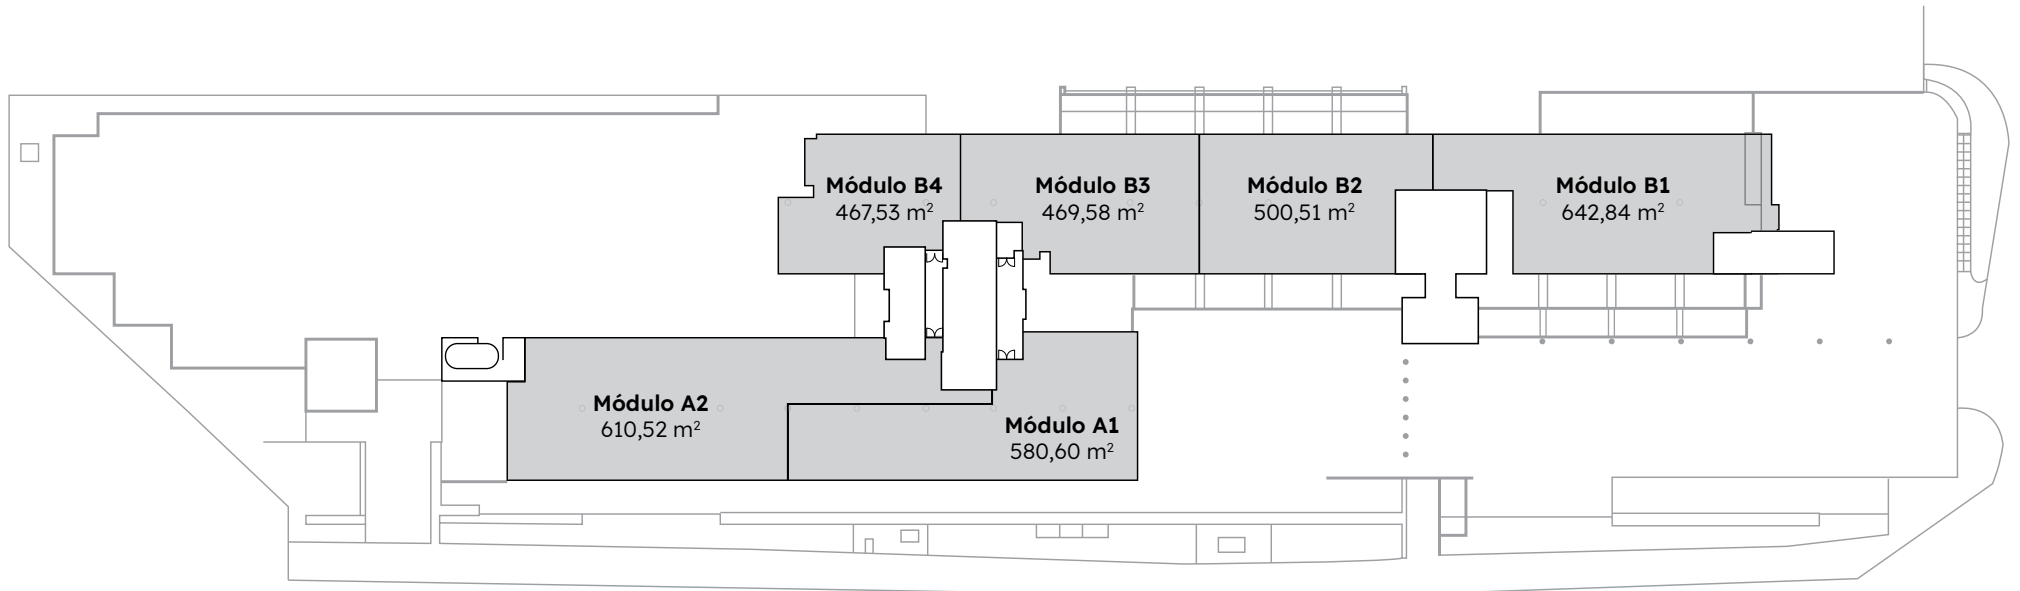 Módulo B4
467,53 m²
Módulo B3
469,58 m²
Módulo B2
500,51 m²
Módulo B1
642,84 m²
Módulo A2
610,52 m²
Módulo A1
580,60 m²